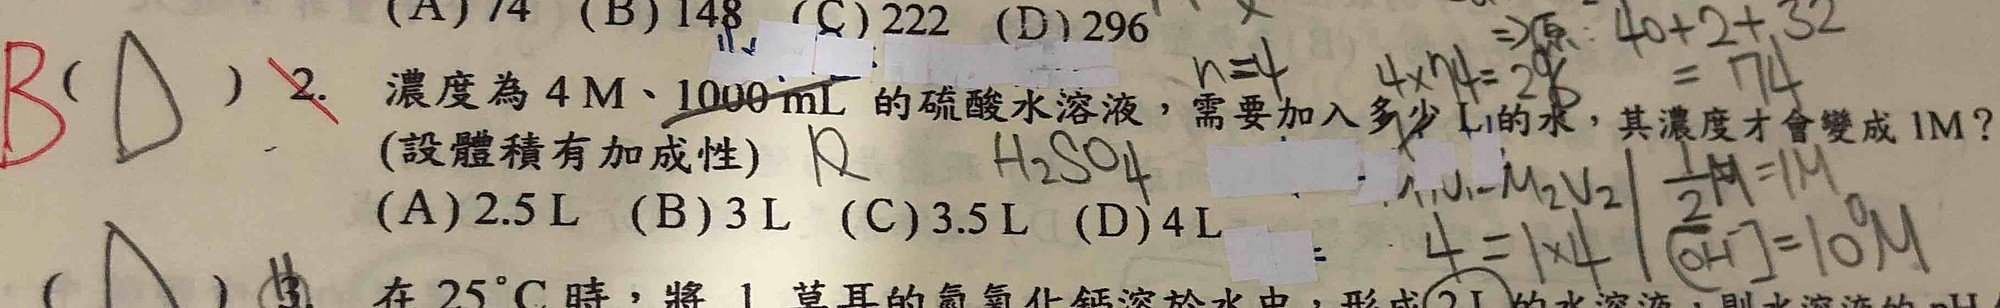 (A) 74 (B) 148 (C) 222 (D) 296
⇒原: 40+2+32
= 74
n=4
4×74=296
B ( D ) 2. 濃度為 4 M、1000 mL 的硫酸水溶液，需要加入多少 L 的水，其濃度才會變成 1M？
(設體積有加成性) H₂SO₄
M₂V₂
½M=1M
(A) 2.5 L (B) 3 L (C) 3.5 L (D) 4 L
4 = 1×4
[OH⁻]=10⁰M
( D ) 3. 在 25°C 時，將 1 莫耳的氫氧化鈣溶於水中，形成 2 L 的水溶液，則水溶液的 pH